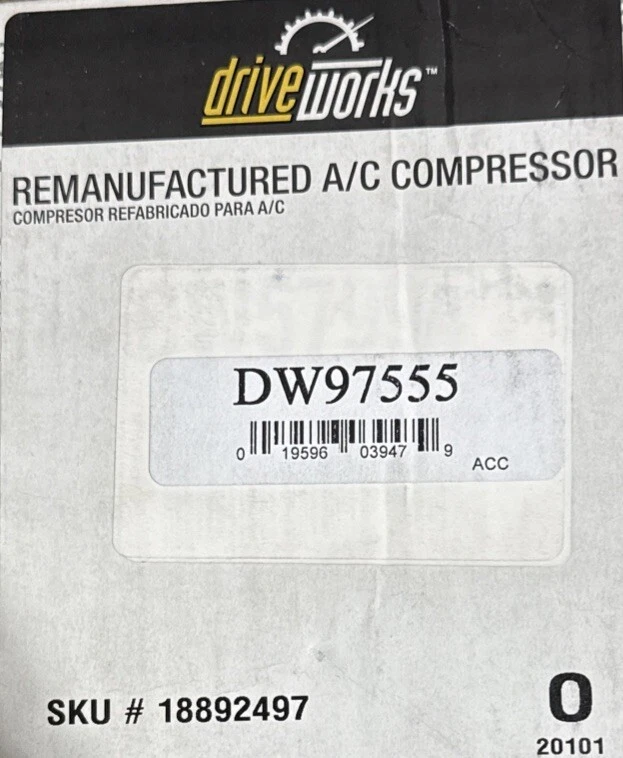 driveworks™
REMANUFACTURED A/C COMPRESSOR
COMPRESOR REFABRICADO PARA A/C
DW97555
0 19596 03947 9
ACC
SKU # 18892497
O
20101